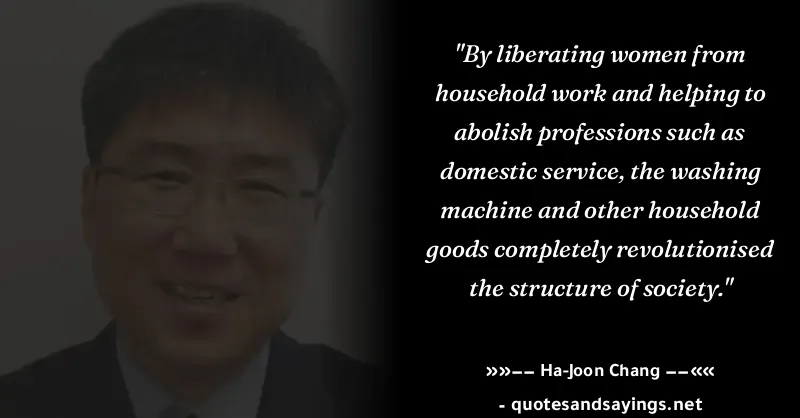 "By liberating women from
household work and helping to
abolish professions such as
domestic service, the washing
machine and other household
goods completely revolutionised
the structure of society."
»»−− Ha-Joon Chang −−««
- quotesandsayings.net